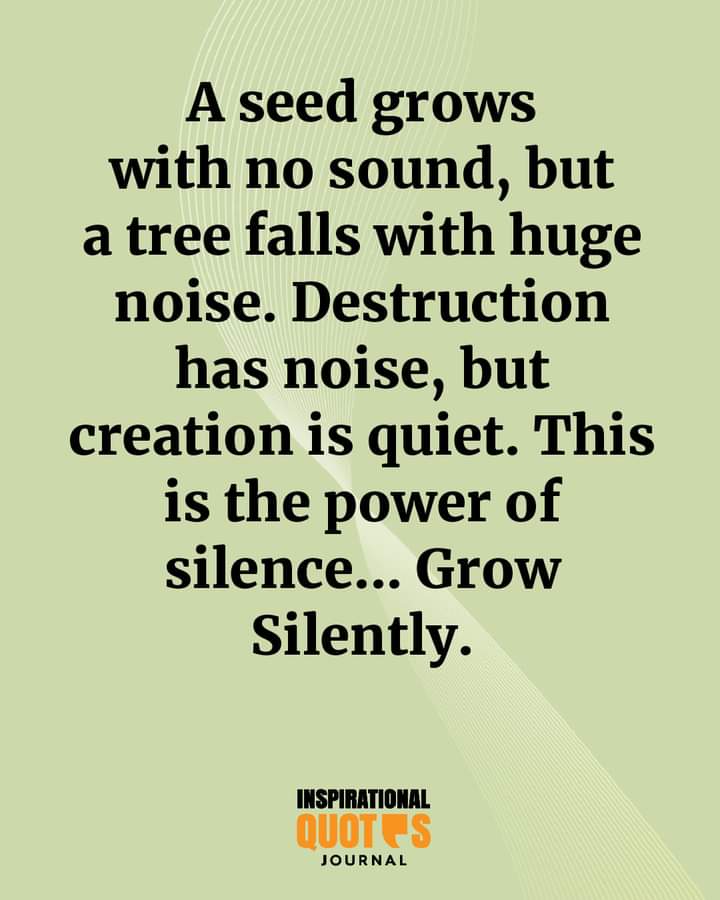 A seed grows
with no sound, but
a tree falls with huge
noise. Destruction
has noise, but
creation is quiet. This
is the power of
silence... Grow
Silently.
INSPIRATIONAL
QUOTES
JOURNAL